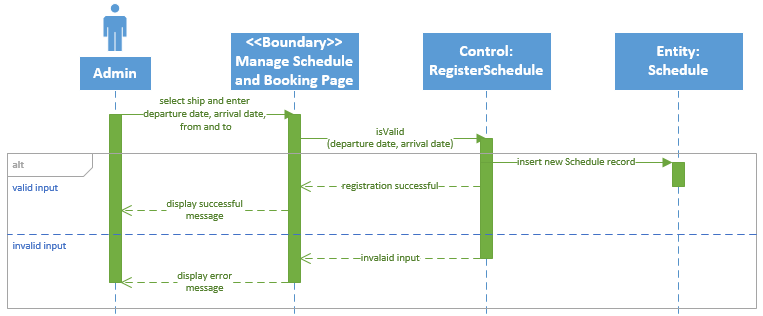 Admin
<<Boundary>>
Manage Schedule
and Booking Page
Control:
RegisterSchedule
Entity:
Schedule
select ship and enter
departure date, arrival date,
from and to
isValid
(departure date, arrival date)
alt
insert new Schedule record
valid input
registration successful
display successful
message
invalid input
invalaid input
display error
message